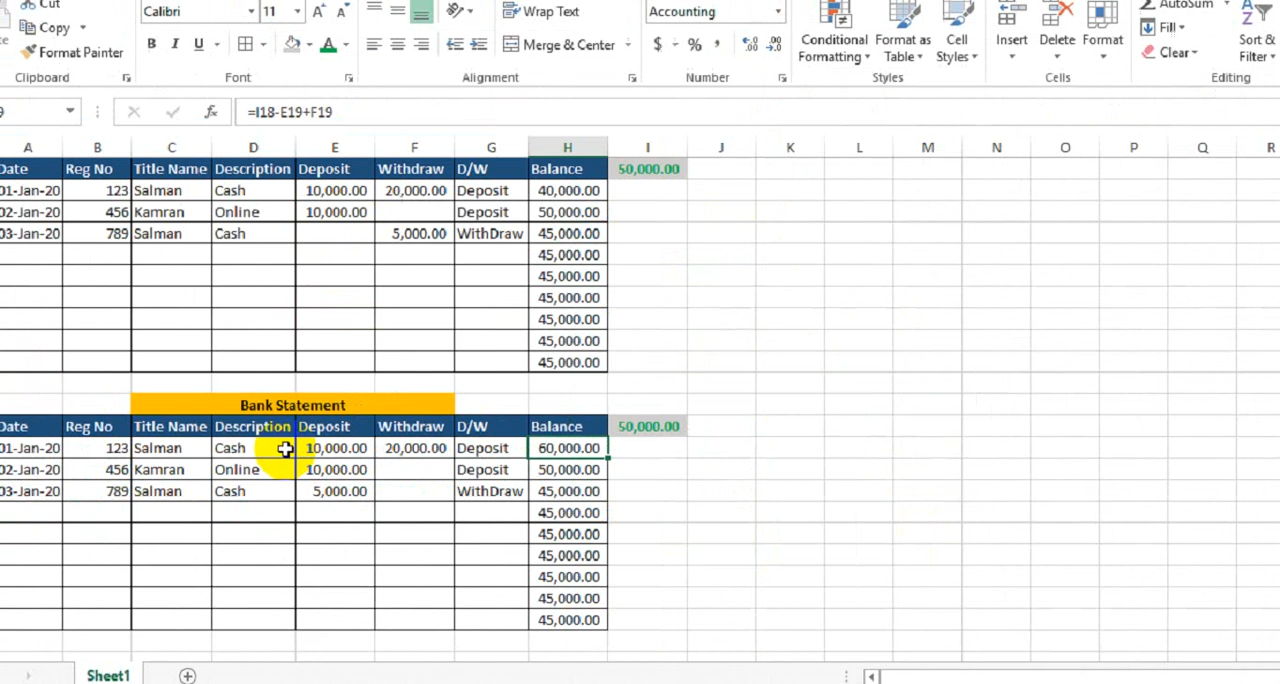 Cut
Copy
Format Painter
Clipboard
Calibri 11
B I U A
Font
Wrap Text
Merge & Center
Alignment
Accounting
$ %
Number
Conditional Formatting
Format as Table
Cell Styles
Styles
Insert Delete Format
Cells
AutoSum
Fill
Clear
Sort & Filter
Editing
9 fx =I18-E19+F19
A B C D E F G H I J K L M N O P Q R
Date Reg No Title Name Description Deposit Withdraw D/W Balance 50,000.00
01-Jan-20 123 Salman Cash 10,000.00 20,000.00 Deposit 40,000.00
02-Jan-20 456 Kamran Online 10,000.00 Deposit 50,000.00
03-Jan-20 789 Salman Cash 5,000.00 WithDraw 45,000.00
45,000.00
45,000.00
45,000.00
45,000.00
45,000.00
45,000.00
Bank Statement
Date Reg No Title Name Description Deposit Withdraw D/W Balance 50,000.00
01-Jan-20 123 Salman Cash 10,000.00 20,000.00 Deposit 60,000.00
02-Jan-20 456 Kamran Online 10,000.00 Deposit 50,000.00
03-Jan-20 789 Salman Cash 5,000.00 WithDraw 45,000.00
45,000.00
45,000.00
45,000.00
45,000.00
45,000.00
45,000.00
Sheet1